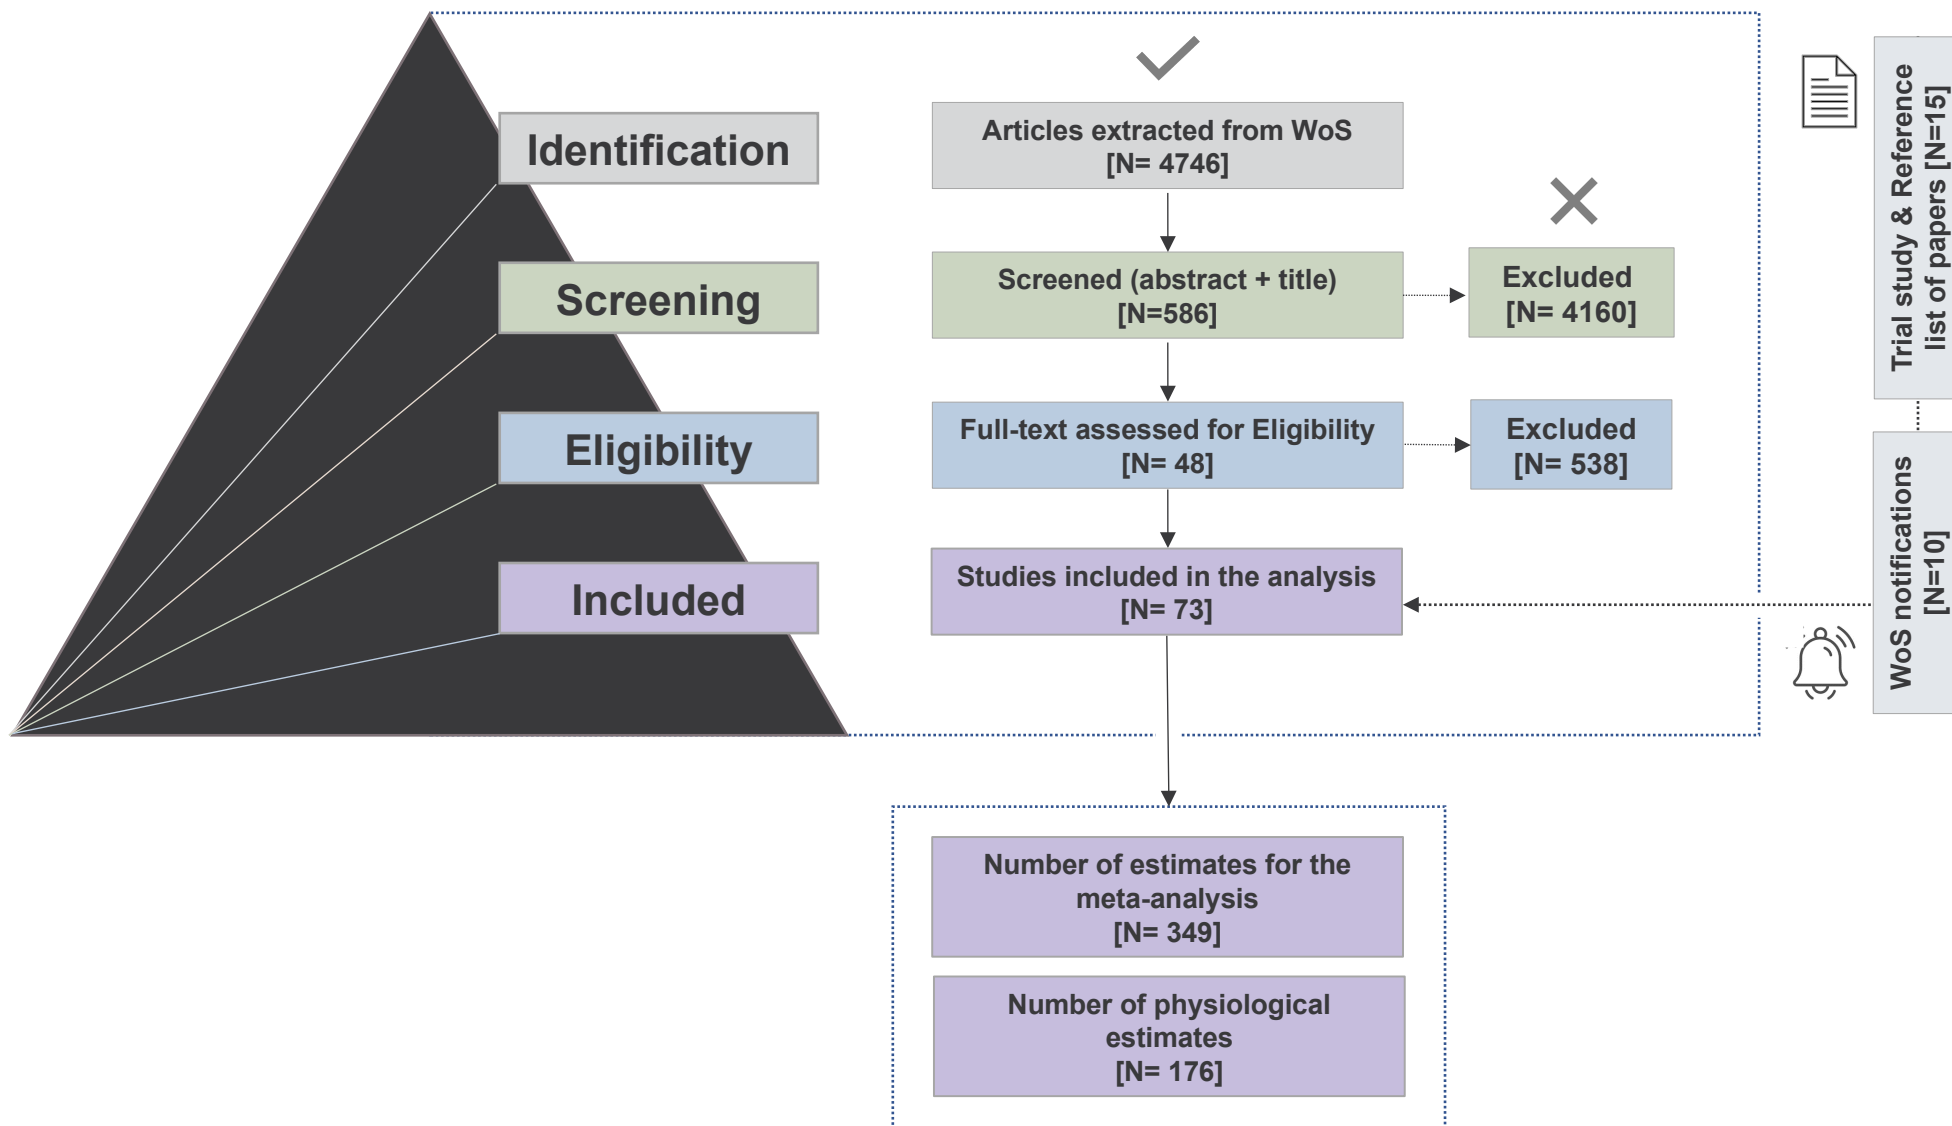 Identification
Articles extracted from WoS
[N= 4746]
Screening
Screened (abstract + title)
[N=586]
Excluded
[N= 4160]
Eligibility
Full-text assessed for Eligibility
[N= 48]
Excluded
[N= 538]
Included
Studies included in the analysis
[N= 73]
Trial study & Reference
list of papers [N=15]
WoS notifications
[N=10]
Number of estimates for the
meta-analysis
[N= 349]
Number of physiological
estimates
[N= 176]